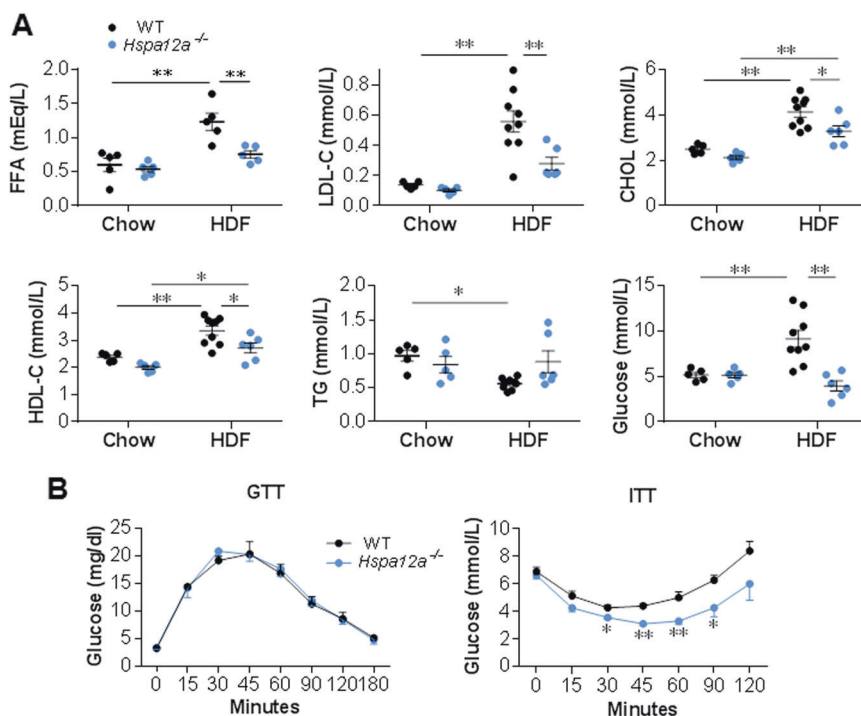 A
WT
Hspa12a -/-
FFA (mEq/L)
2.0
1.5
1.0
0.5
0.0
** **
Chow HDF
LDL-C (mmol/L)
1.0
0.8
0.6
0.4
0.2
0.0
** **
Chow HDF
CHOL (mmol/L)
6
4
2
0
**
** *
Chow HDF
HDL-C (mmol/L)
5
4
3
2
1
0
*
** *
Chow HDF
TG (mmol/L)
2.0
1.5
1.0
0.5
0.0
*
Chow HDF
Glucose (mmol/L)
15
10
5
0
** **
Chow HDF
B
GTT
Glucose (mg/dl)
25
20
15
10
5
0
WT
Hspa12a -/-
0 15 30 45 60 90 120 180
Minutes
ITT
Glucose (mmol/L)
10
8
6
4
2
0
* ** ** *
0 15 30 45 60 90 120
Minutes